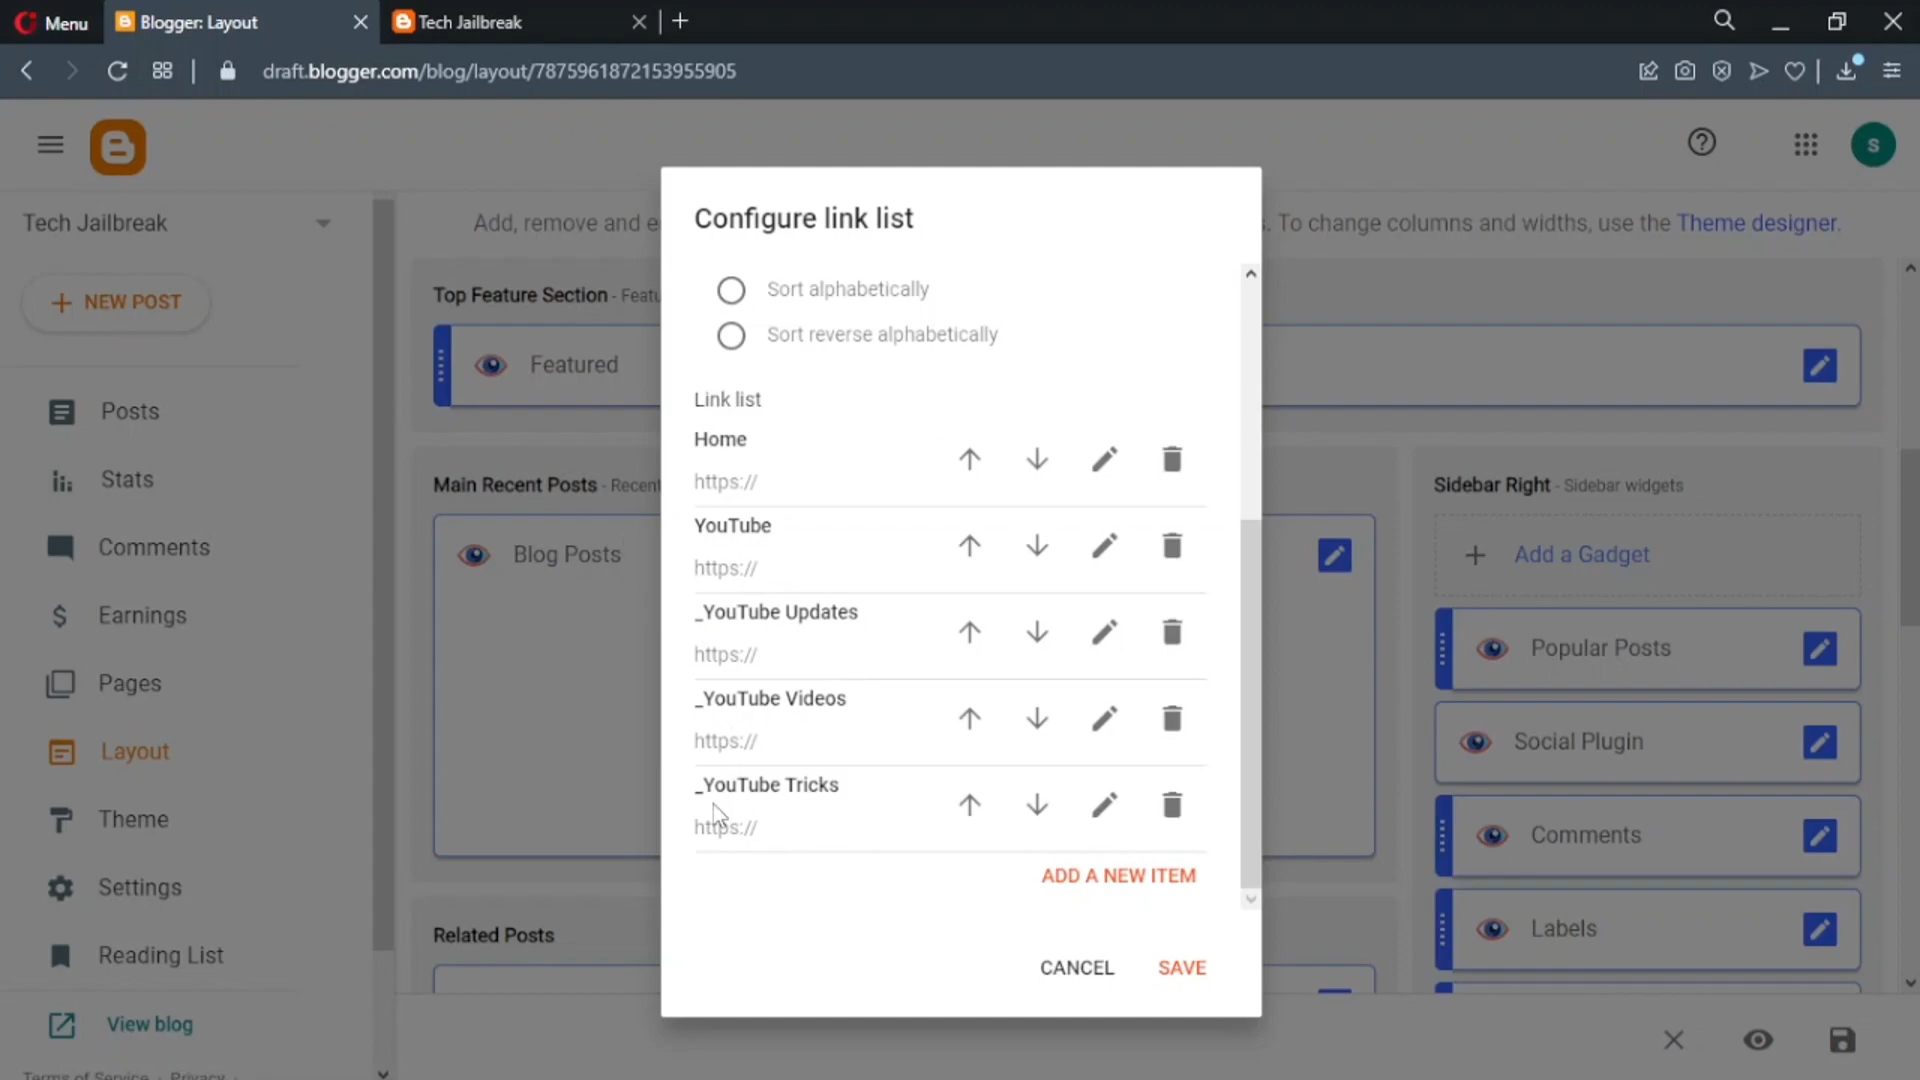 Menu
Blogger: Layout
Tech Jailbreak
draft.blogger.com/blog/layout/7875961872153955905
S
Tech Jailbreak
NEW POST
Posts
Stats
Comments
Earnings
Pages
Layout
Theme
Settings
Reading List
View blog
Terms of Service · Privacy ·
Add, remove and e
s. To change columns and widths, use the Theme designer.
Top Feature Section - Featu
Featured
Main Recent Posts - Recent
Blog Posts
Related Posts
Sidebar Right - Sidebar widgets
Add a Gadget
Popular Posts
Social Plugin
Comments
Labels
Configure link list
Sort alphabetically
Sort reverse alphabetically
Link list
Home
https://
YouTube
https://
_YouTube Updates
https://
_YouTube Videos
https://
_YouTube Tricks
https://
ADD A NEW ITEM
CANCEL
SAVE